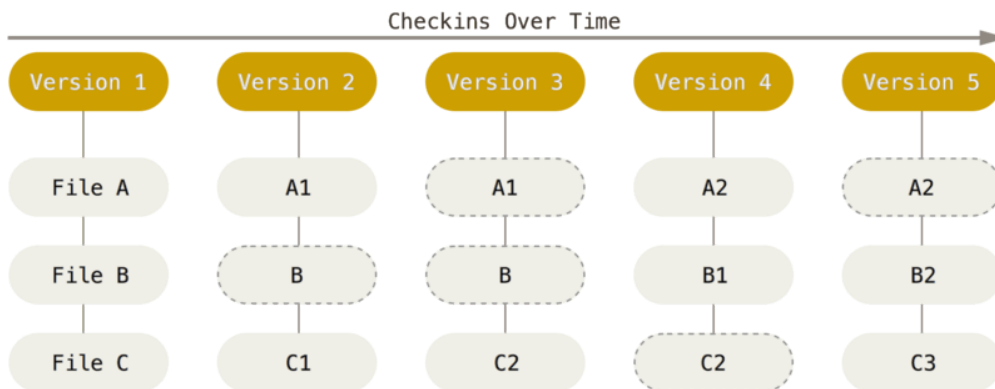 Checkins Over Time
Version 1 Version 2 Version 3 Version 4 Version 5
File A A1 A1 A2 A2
File B B B B1 B2
File C C1 C2 C2 C3